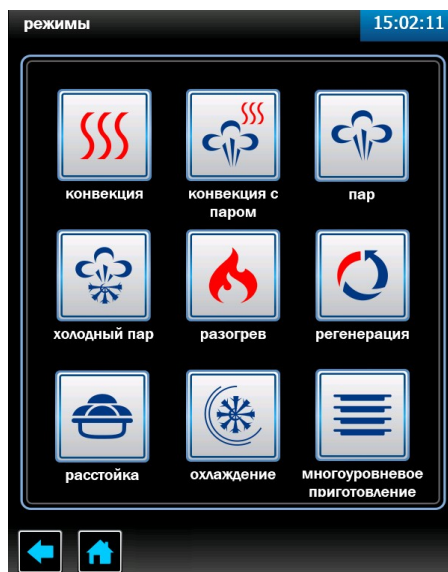 режимы 15:02:11
конвекция
конвекция с
паром
пар
холодный пар
разогрев
регенерация
расстойка
охлаждение
многоуровневое
приготовление